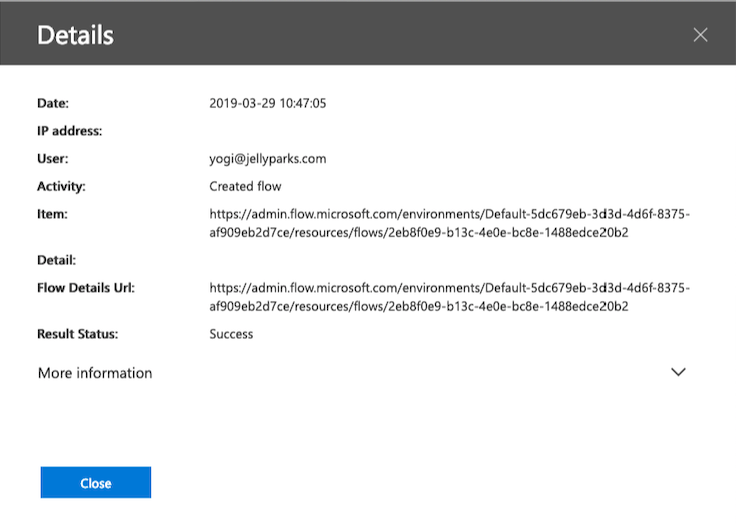 Details
Date: 2019-03-29 10:47:05
IP address:
User: yogi@jellyparks.com
Activity: Created flow
Item: https://admin.flow.microsoft.com/environments/Default-5dc679eb-3d3d-4d6f-8375-
af909eb2d7ce/resources/flows/2eb8f0e9-b13c-4e0e-bc8e-1488edce20b2
Detail:
Flow Details Url: https://admin.flow.microsoft.com/environments/Default-5dc679eb-3d3d-4d6f-8375-
af909eb2d7ce/resources/flows/2eb8f0e9-b13c-4e0e-bc8e-1488edce20b2
Result Status: Success
More information
Close